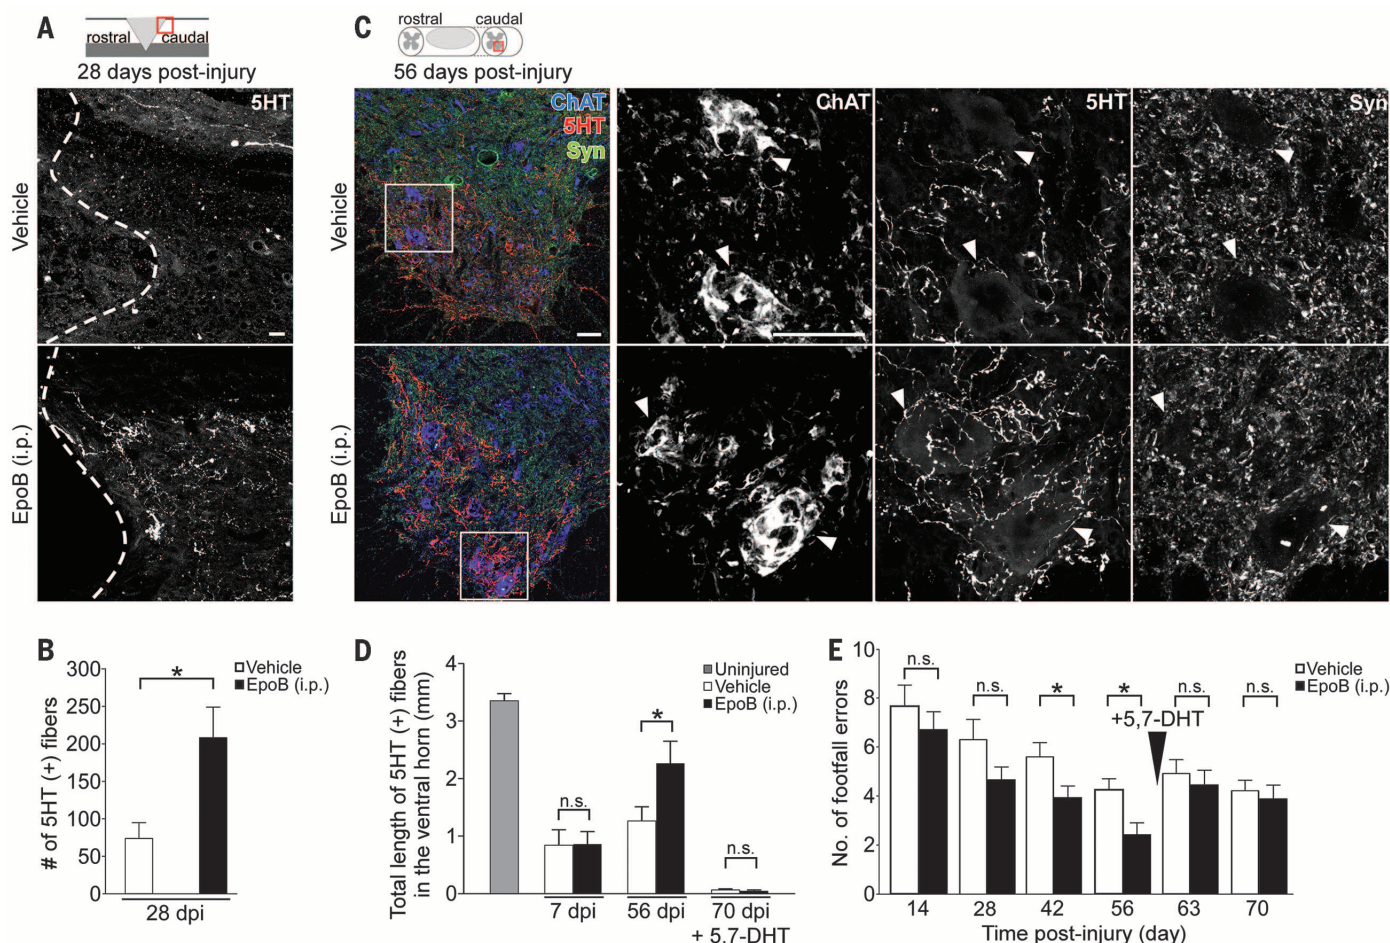 A
rostral
caudal
28 days post-injury
5HT
Vehicle
EpoB (i.p.)
C
rostral
caudal
56 days post-injury
ChAT
5HT
Syn
ChAT
5HT
Syn
Vehicle
EpoB (i.p.)
B
Vehicle
EpoB (i.p.)
# of 5HT (+) fibers
300
250
200
150
100
50
0
*
28 dpi
D
Uninjured
Vehicle
EpoB (i.p.)
Total length of 5HT (+) fibers
in the ventral horn (mm)
4
3
2
1
0
n.s.
*
n.s.
7 dpi
56 dpi
70 dpi
+ 5,7-DHT
E
Vehicle
EpoB (i.p.)
No. of footfall errors
10
8
6
4
2
0
n.s.
n.s.
*
*
n.s.
n.s.
+5,7-DHT
14
28
42
56
63
70
Time post-injury (day)